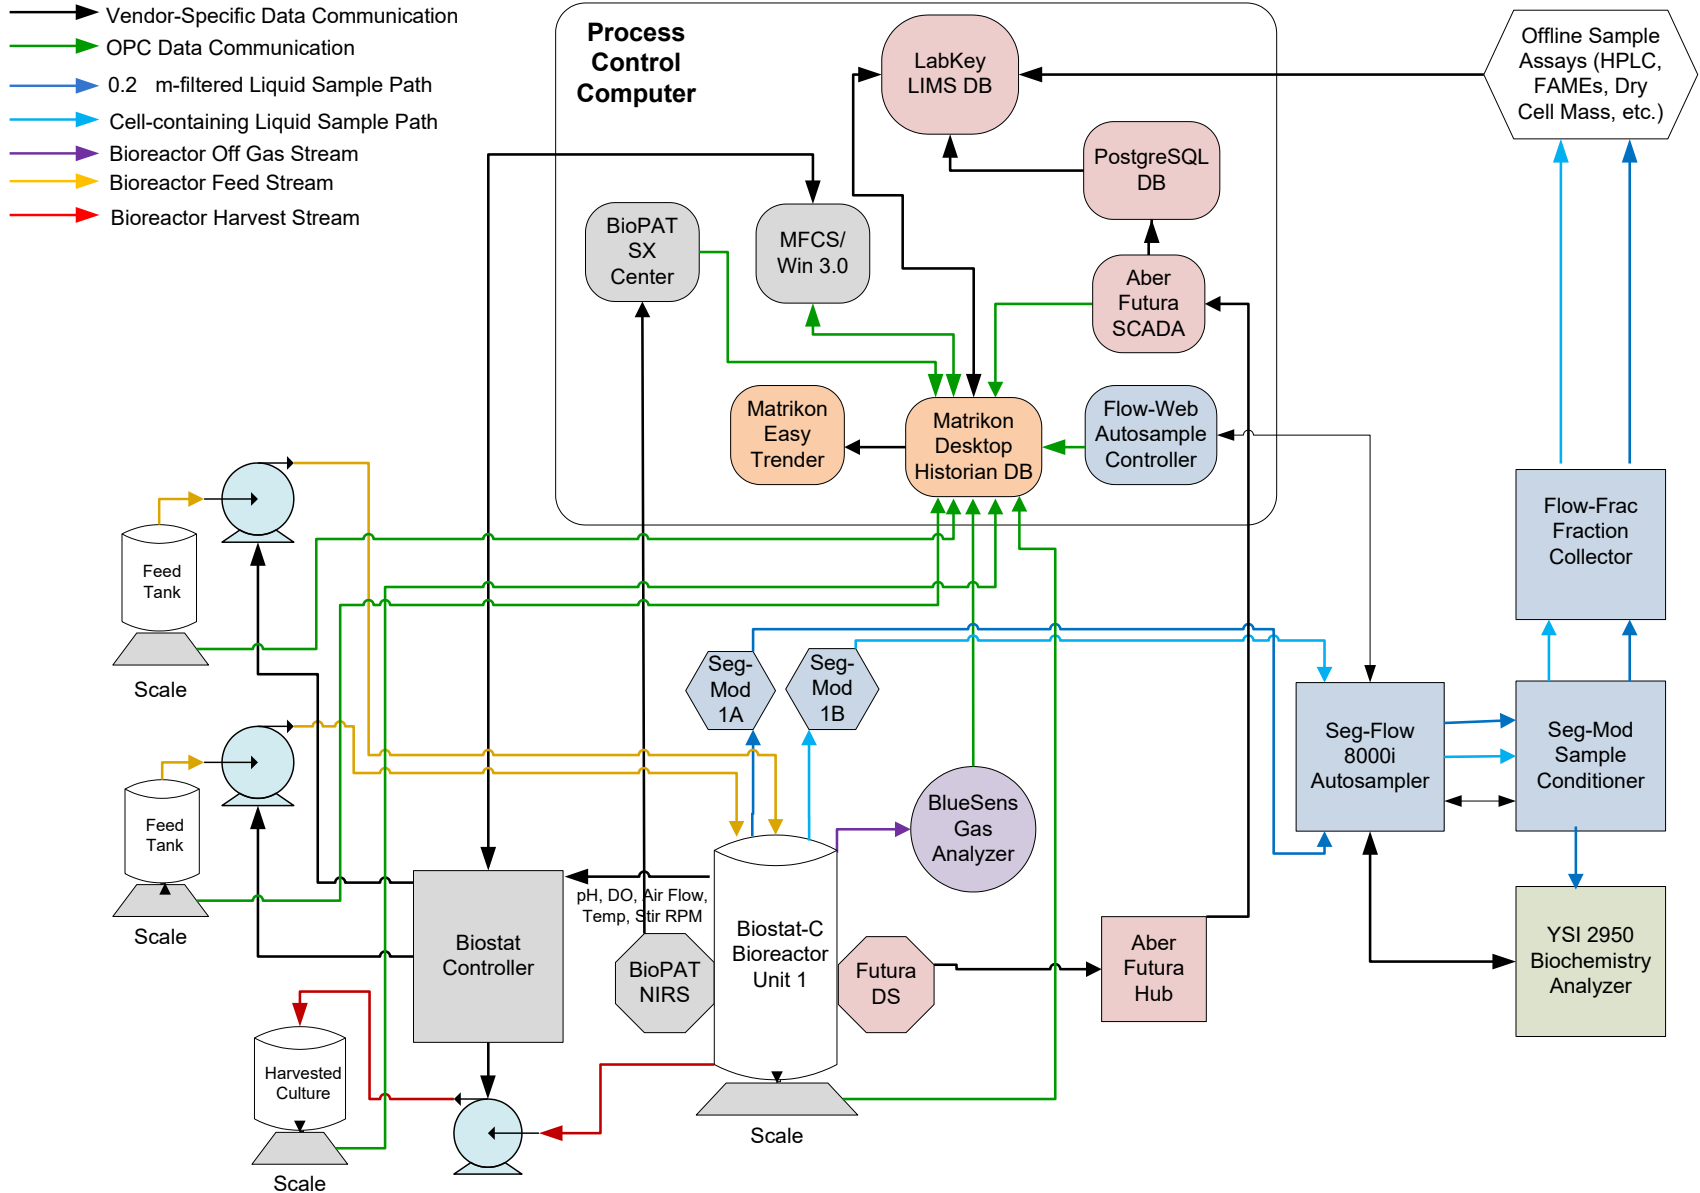 Vendor-Specific Data Communication
OPC Data Communication
0.2   m-filtered Liquid Sample Path
Cell-containing Liquid Sample Path
Bioreactor Off Gas Stream
Bioreactor Feed Stream
Bioreactor Harvest Stream
Process
Control
Computer
LabKey
LIMS DB
Offline Sample
Assays (HPLC,
FAMEs, Dry
Cell Mass, etc.)
PostgreSQL
DB
BioPAT
SX
Center
MFCS/
Win 3.0
Aber
Futura
SCADA
Matrikon
Easy
Trender
Matrikon
Desktop
Historian DB
Flow-Web
Autosample
Controller
Flow-Frac
Fraction
Collector
Feed
Tank
Scale
Seg-
Mod
1A
Seg-
Mod
1B
Seg-Flow
8000i
Autosampler
Seg-Mod
Sample
Conditioner
Feed
Tank
Scale
BlueSens
Gas
Analyzer
pH, DO, Air Flow,
Temp, Stir RPM
Biostat
Controller
BioPAT
NIRS
Biostat-C
Bioreactor
Unit 1
Futura
DS
Aber
Futura
Hub
YSI 2950
Biochemistry
Analyzer
Harvested
Culture
Scale
Scale